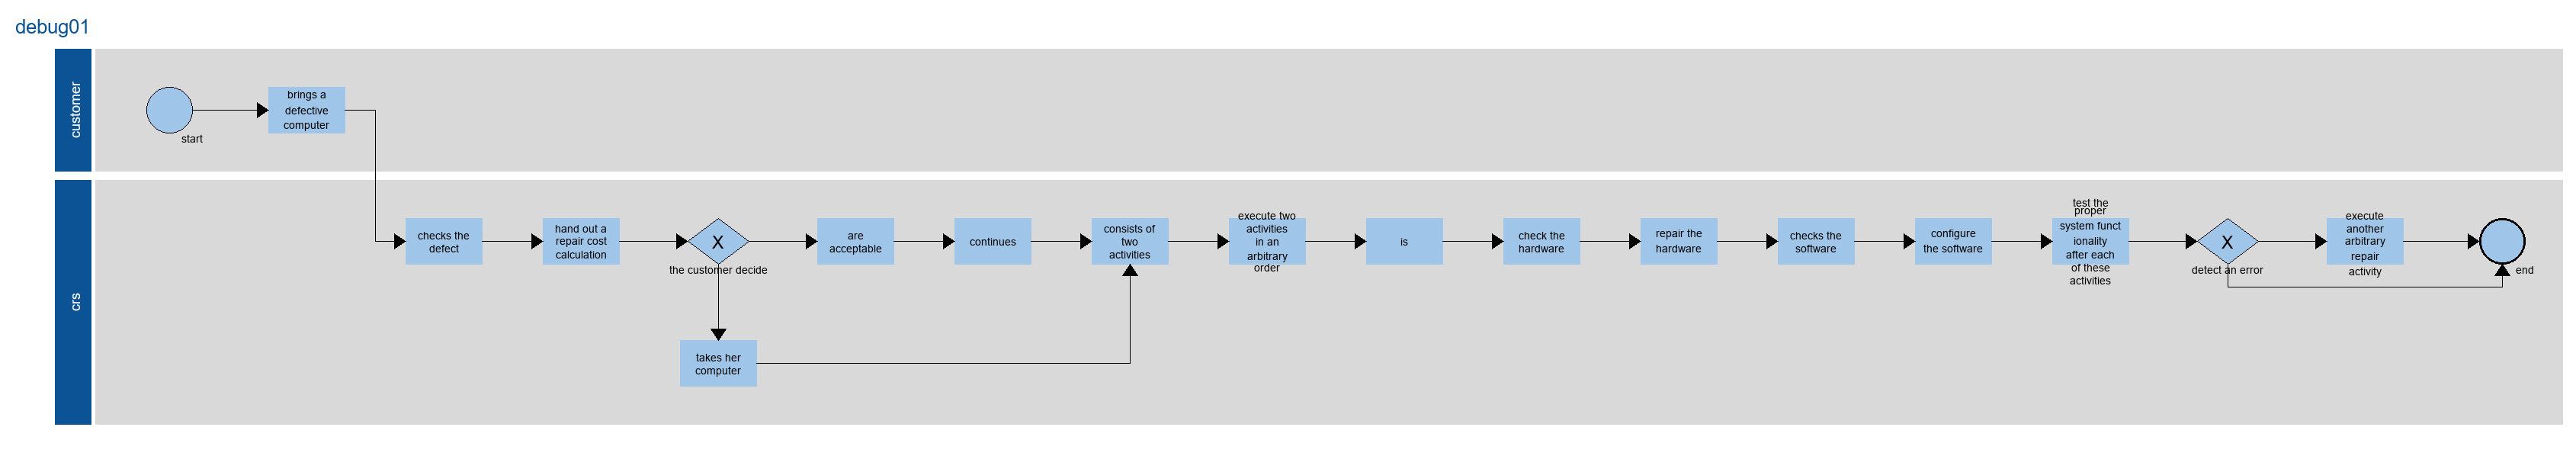 debug01
customer
start
brings a
defective
computer
crs
checks the
defect
hand out a
repair cost
calculation
X
the customer decide
are
acceptable
continues
consists of
two
activities
execute two
activities
in an
arbitrary
order
is
check the
hardware
repair the
hardware
checks the
software
configure
the software
test the
proper
system funct
ionality
after each
of these
activities
X
detect an error
execute
another
arbitrary
repair
activity
end
takes her
computer